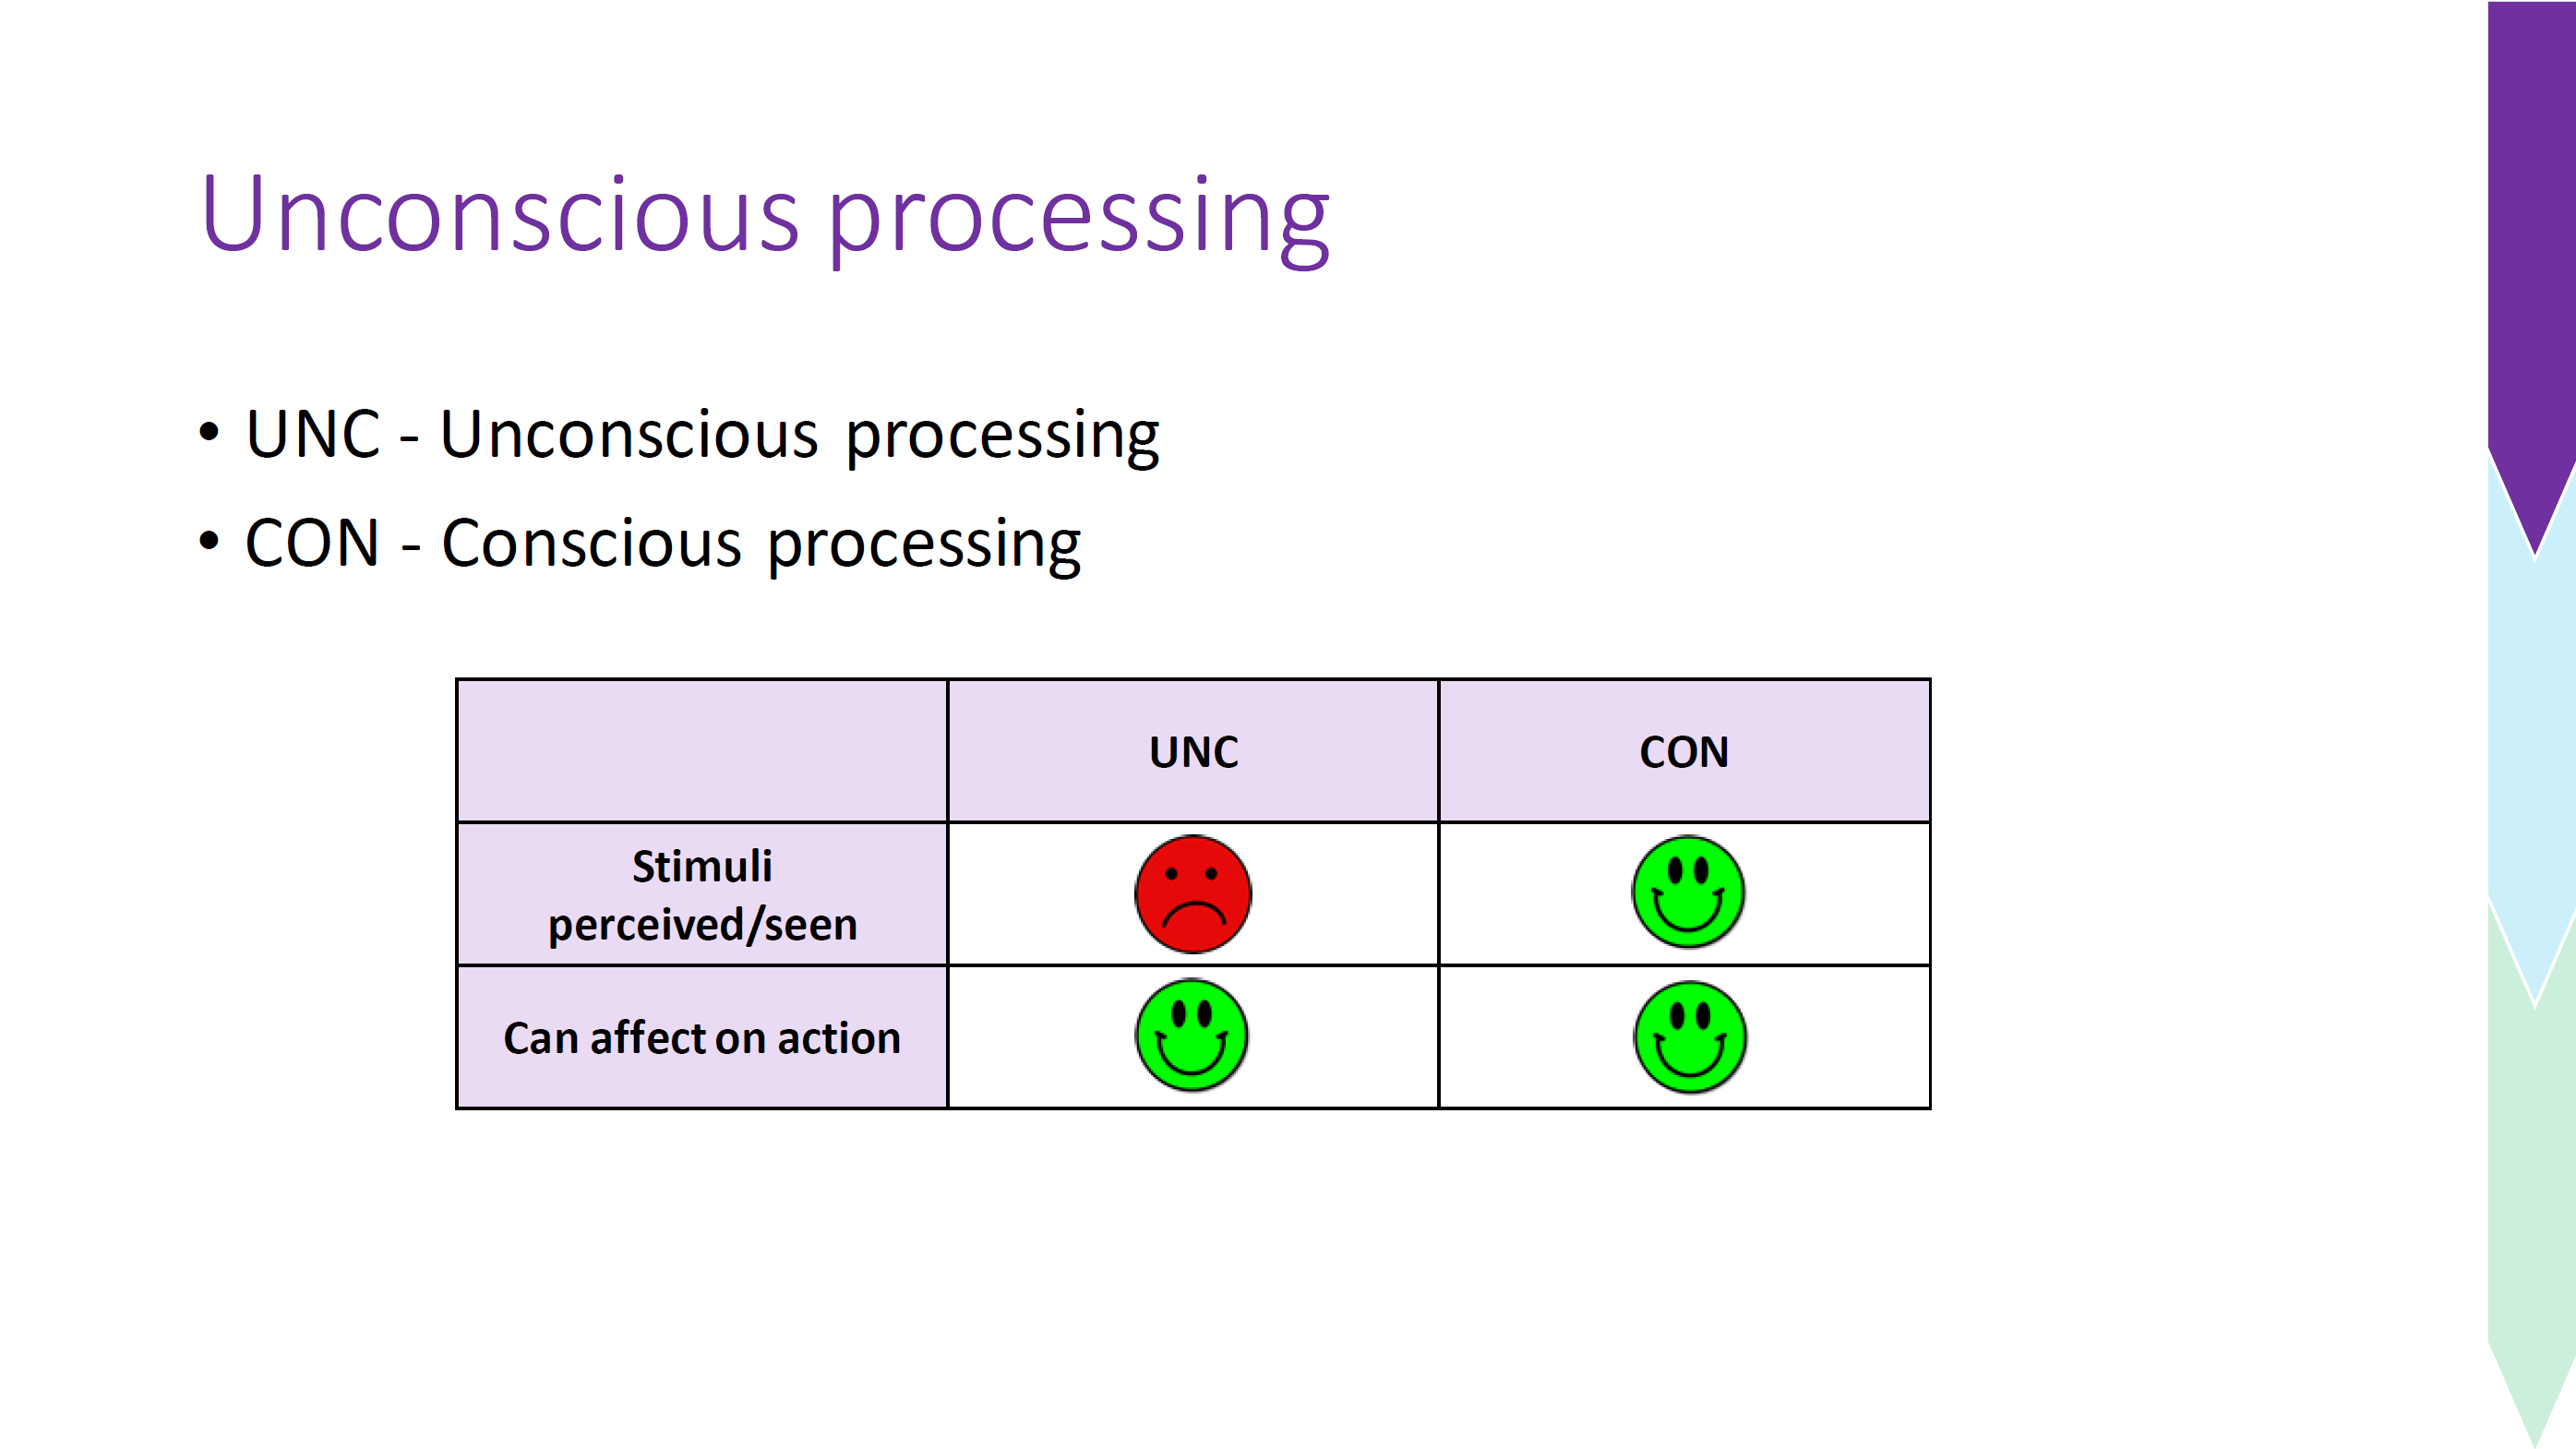 Unconscious processing
• UNC - Unconscious processing
• CON - Conscious processing
UNC CON
Stimuli
perceived/seen
Can affect on action